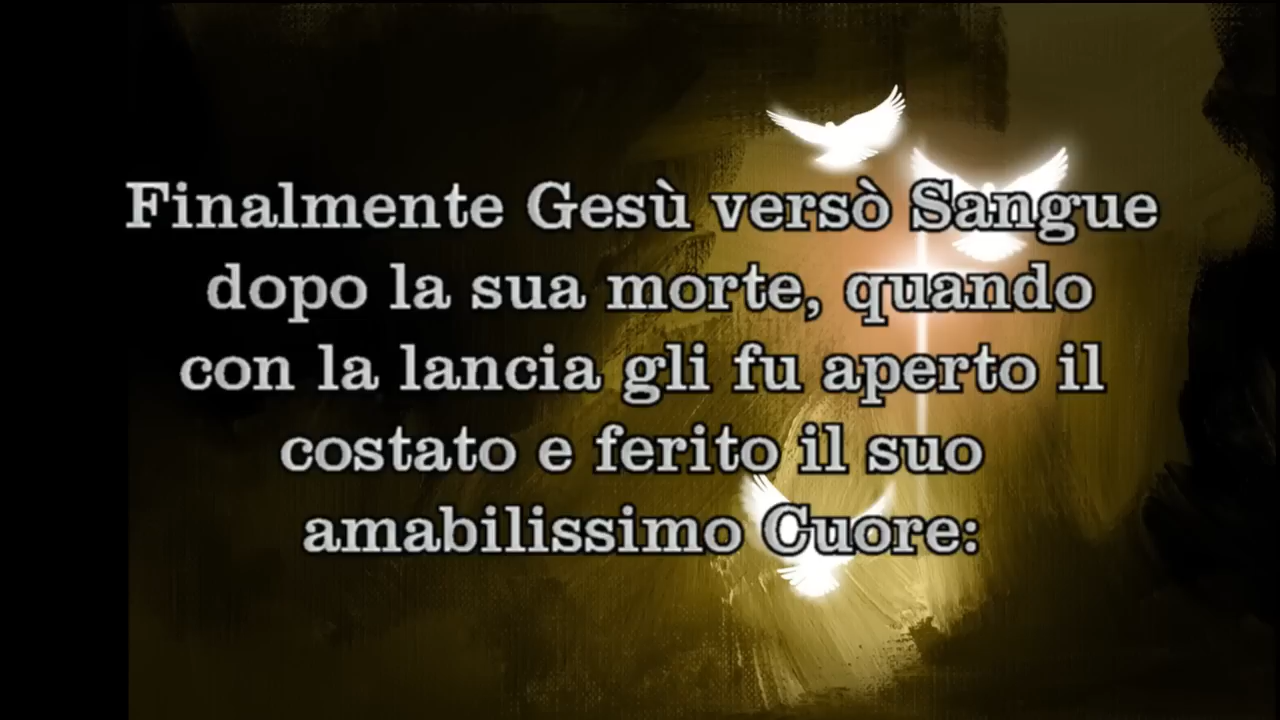 Finalmente Gesù versò Sangue
dopo la sua morte, quando
con la lancia gli fu aperto il
costato e ferito il suo
amabilissimo Cuore: